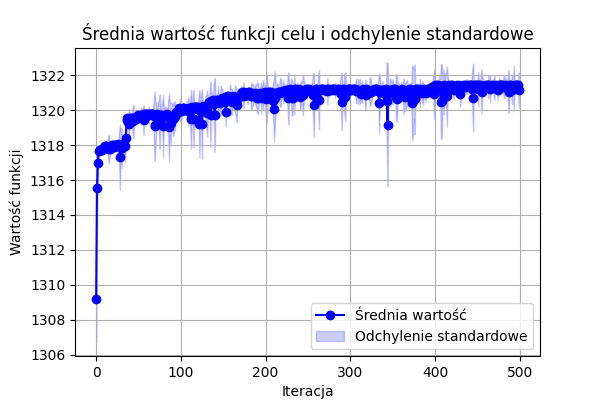 Średnia wartość funkcji celu i odchylenie standardowe
Wartość funkcji
1322
1320
1318
1316
1314
1312
1310
1308
1306
Średnia wartość
Odchylenie standardowe
0 100 200 300 400 500
Iteracja